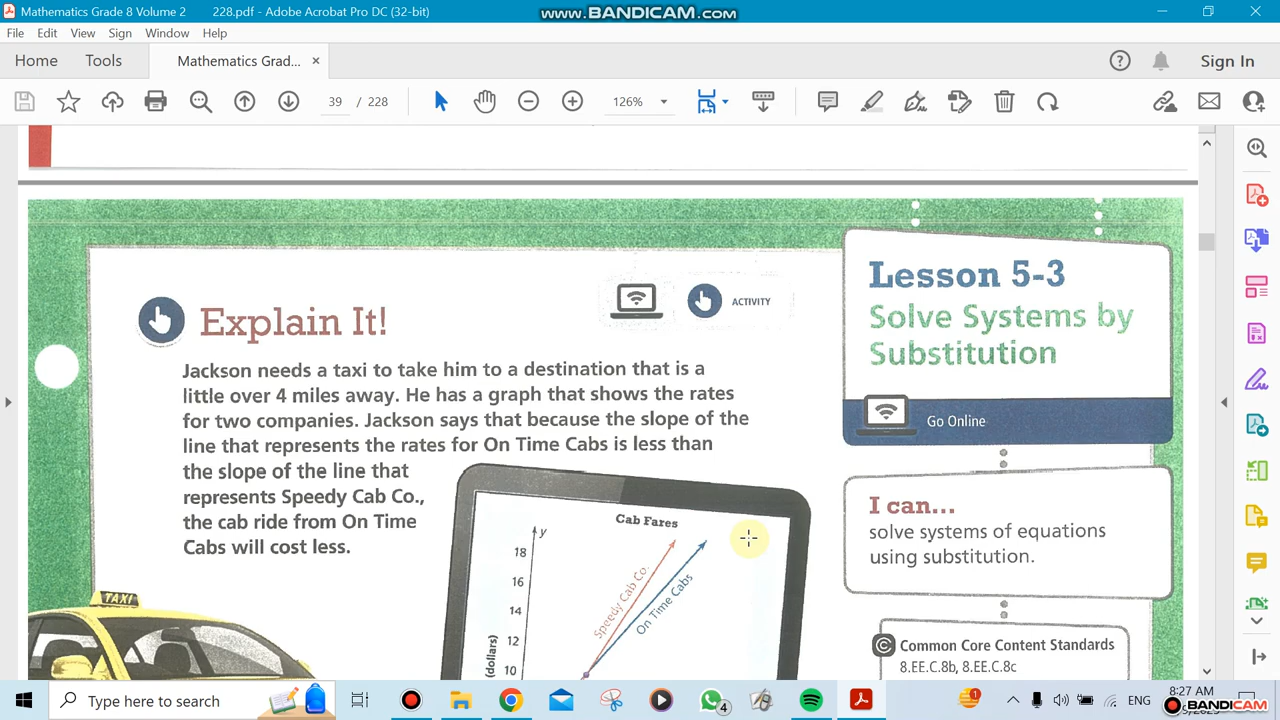 Mathematics Grade 8 Volume 2 228.pdf - Adobe Acrobat Pro DC (32-bit)
www.BANDICAM.com
File Edit View Sign Window Help
Home Tools Mathematics Grad... × Sign In
39 / 228 126%
Explain It!
ACTIVITY
Jackson needs a taxi to take him to a destination that is a
little over 4 miles away. He has a graph that shows the rates
for two companies. Jackson says that because the slope of the
line that represents the rates for On Time Cabs is less than
the slope of the line that
represents Speedy Cab Co.,
the cab ride from On Time
Cabs will cost less.
TAXI
Cab Fares
y
18
16
14
12
10
(dollars)
Speedy Cab Co.
On Time Cabs
Lesson 5-3
Solve Systems by
Substitution
Go Online
I can...
solve systems of equations
using substitution.
Common Core Content Standards
8.EE.C.8b, 8.EE.C.8c
Type here to search
4
1
ENG
8:27 AM
BANDICAM